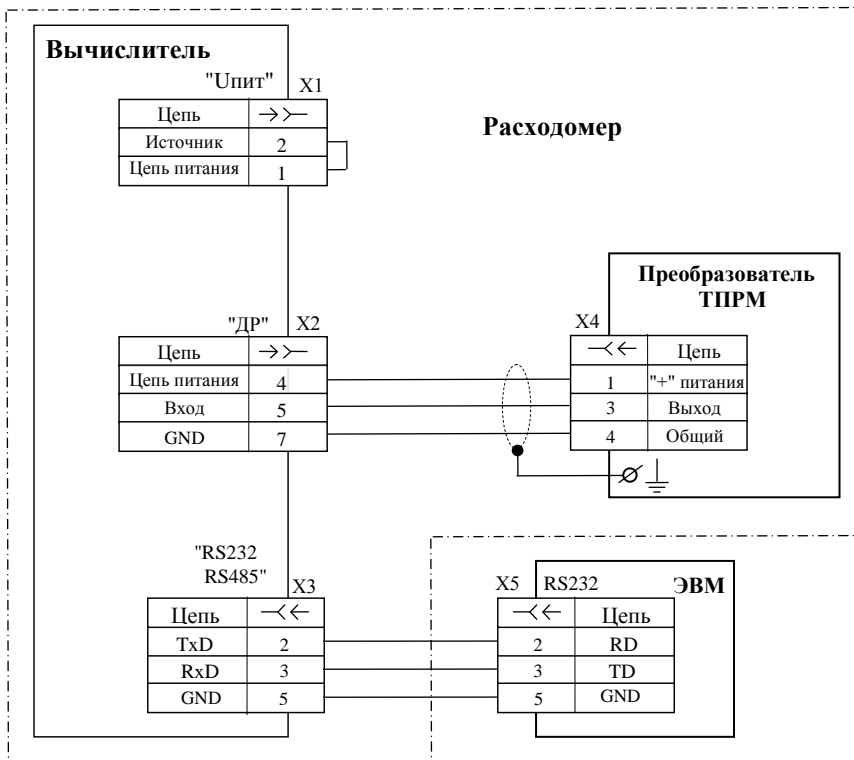 Вычислитель
"Uпит" X1
Цепь
Источник 2
Цепь питания 1
Расходомер
Преобразователь
ТПРМ
"ДР" X2
Цепь
Цепь питания 4
Вход 5
GND 7
X4
Цепь
1 "+" питания
3 Выход
4 Общий
"RS232
RS485" X3
Цепь
TxD 2
RxD 3
GND 5
X5 RS232 ЭВМ
Цепь
2 RD
3 TD
5 GND